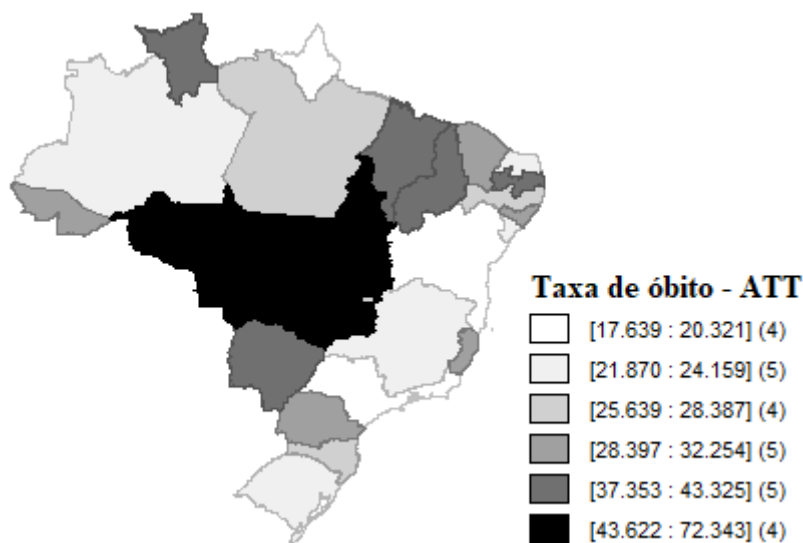 Taxa de óbito - ATT
[17.639 : 20.321] (4)
[21.870 : 24.159] (5)
[25.639 : 28.387] (4)
[28.397 : 32.254] (5)
[37.353 : 43.325] (5)
[43.622 : 72.343] (4)